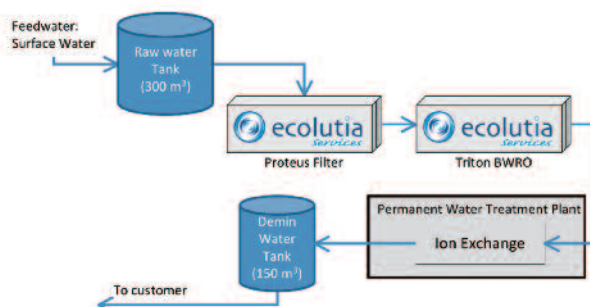 Feedwater:
Surface Water
Raw water
Tank
(300 m³)
ecolutia
Services
Proteus Filter
ecolutia
Services
Triton BWRO
Permanent Water Treatment Plant
Ion Exchange
Demin
Water
Tank
(150 m³)
To customer